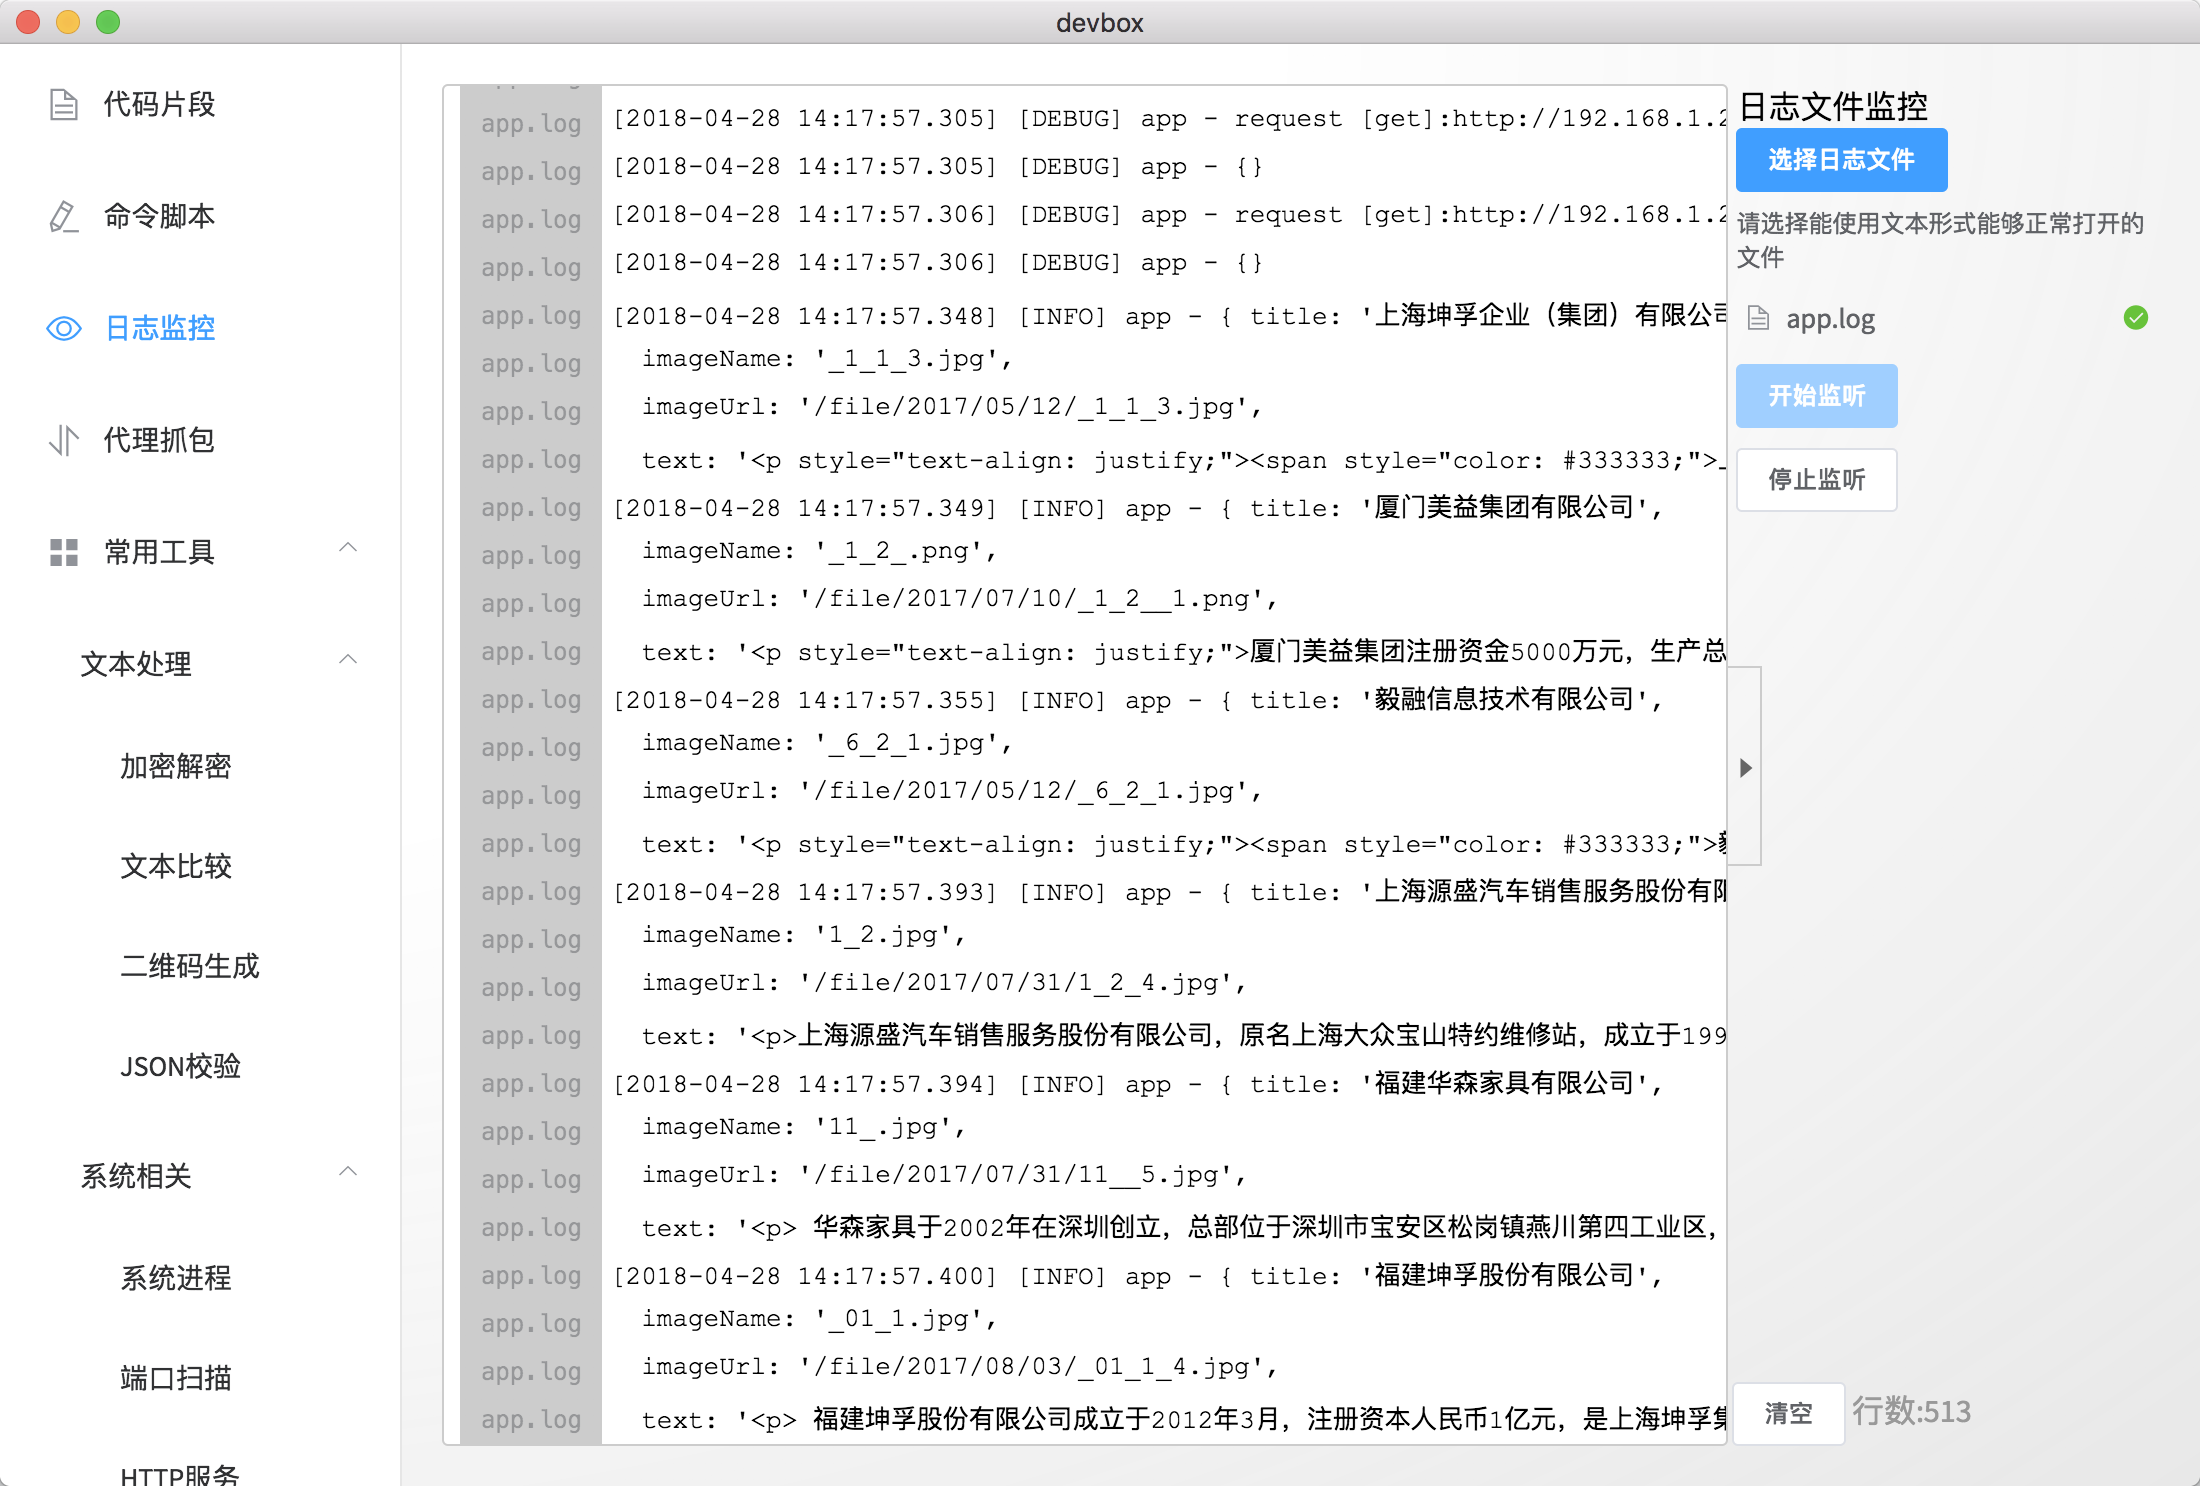 devbox
代码片段
命令脚本
日志监控
代理抓包
常用工具
文本处理
加密解密
文本比较
二维码生成
JSON校验
系统相关
系统进程
端口扫描
HTTP服务
app.log [2018-04-28 14:17:57.305] [DEBUG] app - request [get]:http://192.168.1.2
app.log [2018-04-28 14:17:57.305] [DEBUG] app - {}
app.log [2018-04-28 14:17:57.306] [DEBUG] app - request [get]:http://192.168.1.2
app.log [2018-04-28 14:17:57.306] [DEBUG] app - {}
app.log [2018-04-28 14:17:57.348] [INFO] app - { title: '上海坤孚企业（集团）有限公司
app.log imageName: '_1_1_3.jpg',
app.log imageUrl: '/file/2017/05/12/_1_1_3.jpg',
app.log text: '<p style="text-align: justify;"><span style="color: #333333;">
app.log [2018-04-28 14:17:57.349] [INFO] app - { title: '厦门美益集团有限公司',
app.log imageName: '_1_2_.png',
app.log imageUrl: '/file/2017/07/10/_1_2__1.png',
app.log text: '<p style="text-align: justify;">厦门美益集团注册资金5000万元，生产总
app.log [2018-04-28 14:17:57.355] [INFO] app - { title: '毅融信息技术有限公司',
app.log imageName: '_6_2_1.jpg',
app.log imageUrl: '/file/2017/05/12/_6_2_1.jpg',
app.log text: '<p style="text-align: justify;"><span style="color: #333333;">
app.log [2018-04-28 14:17:57.393] [INFO] app - { title: '上海源盛汽车销售服务股份有限
app.log imageName: '1_2.jpg',
app.log imageUrl: '/file/2017/07/31/1_2_4.jpg',
app.log text: '<p>上海源盛汽车销售服务股份有限公司，原名上海大众宝山特约维修站，成立于199
app.log [2018-04-28 14:17:57.394] [INFO] app - { title: '福建华森家具有限公司',
app.log imageName: '11_.jpg',
app.log imageUrl: '/file/2017/07/31/11__5.jpg',
app.log text: '<p> 华森家具于2002年在深圳创立，总部位于深圳市宝安区松岗镇燕川第四工业区，
app.log [2018-04-28 14:17:57.400] [INFO] app - { title: '福建坤孚股份有限公司',
app.log imageName: '_01_1.jpg',
app.log imageUrl: '/file/2017/08/03/_01_1_4.jpg',
app.log text: '<p> 福建坤孚股份有限公司成立于2012年3月，注册资本人民币1亿元，是上海坤孚集
日志文件监控
选择日志文件
请选择能使用文本形式能够正常打开的
文件
app.log
开始监听
停止监听
清空 行数:513